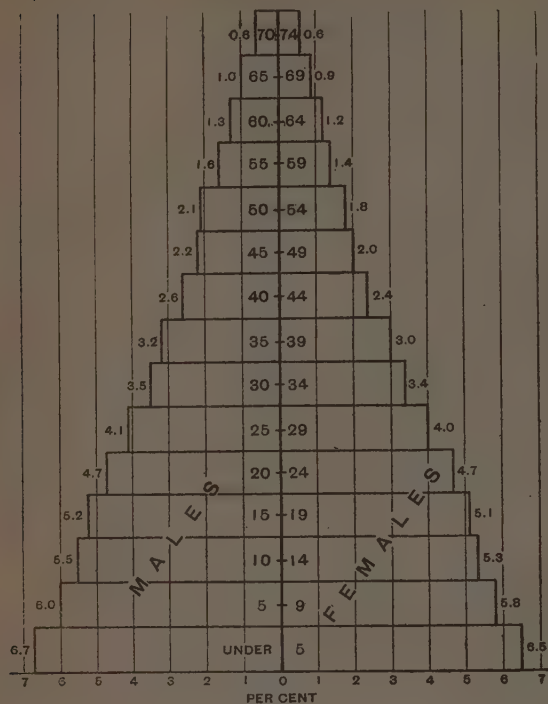 0.6 70 74 0.6
1.0 65 69 0.9
1.3 60 64 1.2
1.6 55 59 1.4
2.1 50 54 1.8
2.2 45 49 2.0
2.6 40 44 2.4
3.2 35 39 3.0
3.5 30 34 3.4
4.1 25 29 4.0
4.7 20 24 4.7
5.2 15 19 5.1
5.5 10 14 5.3
6.0 5 9 5.8
6.7 UNDER 5 6.5
MALES
FEMALES
7 6 5 4 3 2 1 0 1 2 3 4 5 6 7
PER CENT